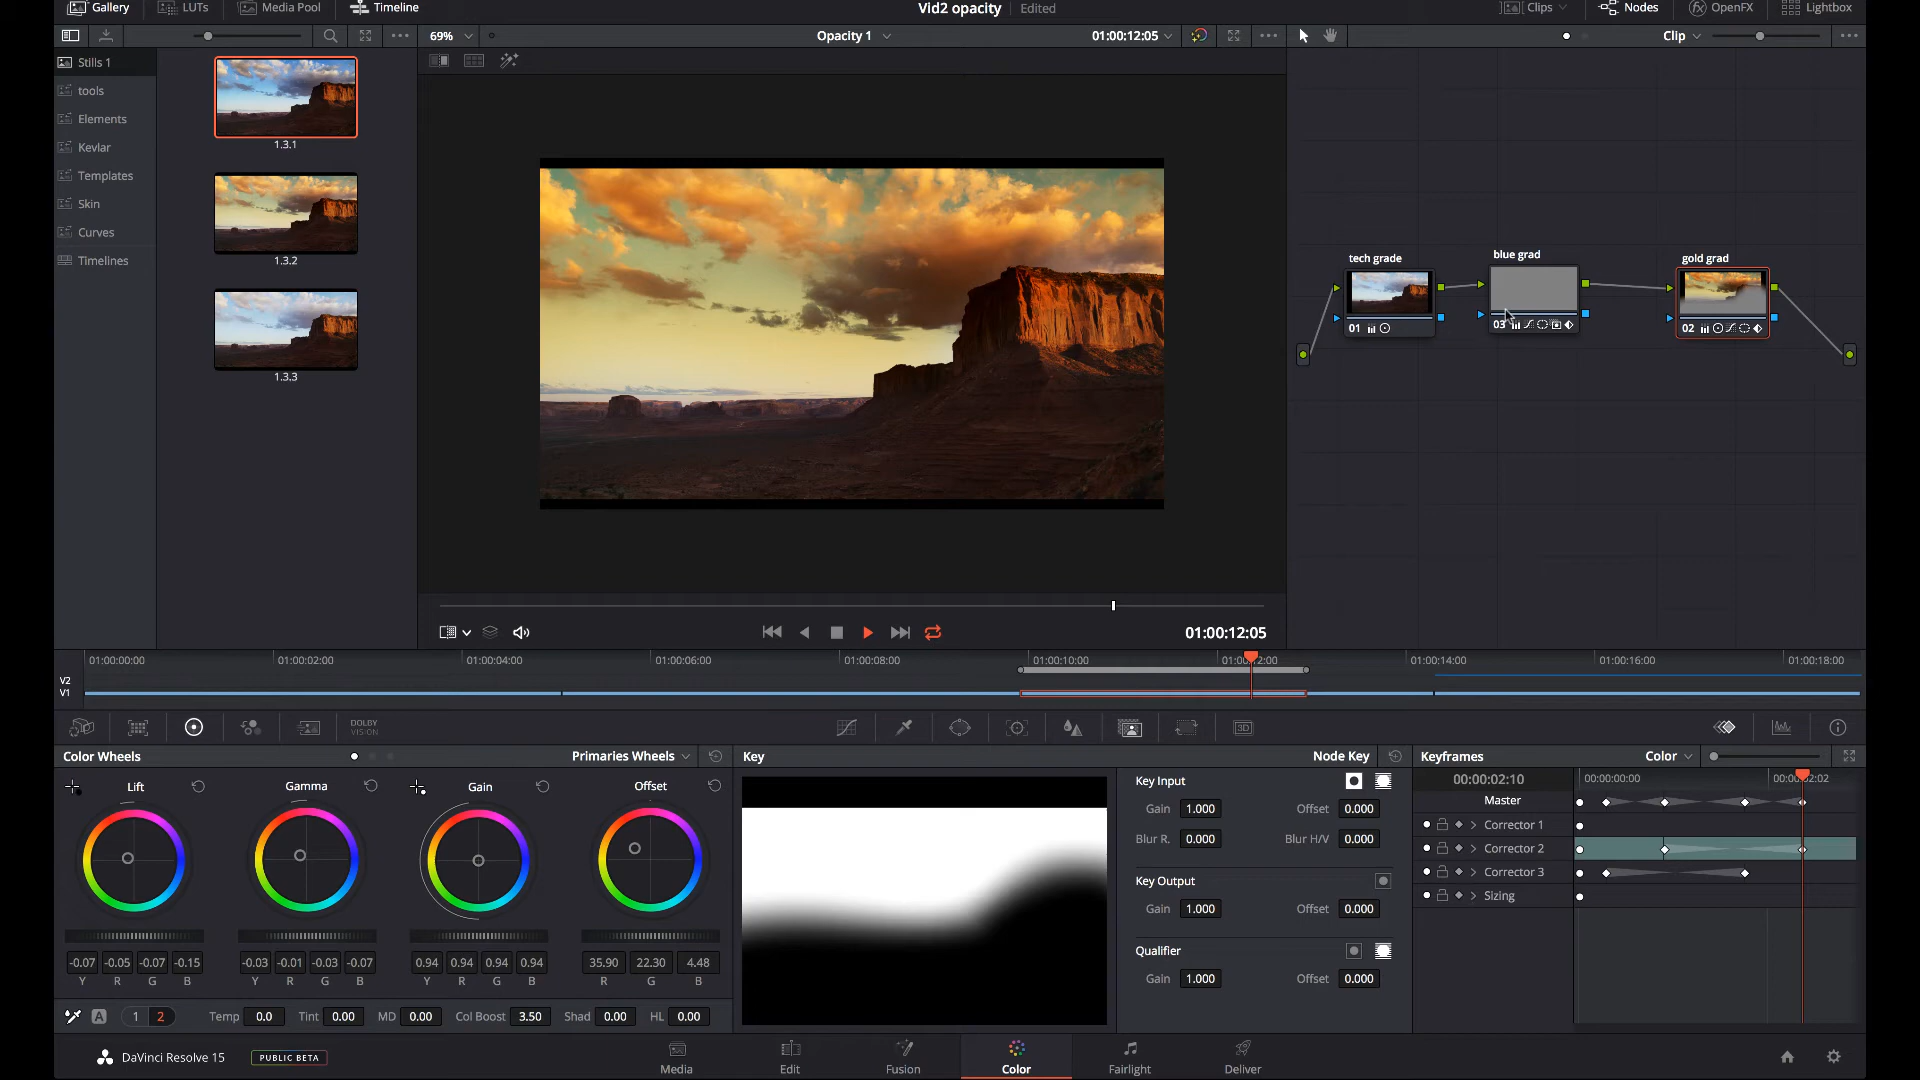 Gallery LUTs Media Pool Timeline Vid2 opacity Edited Clips Nodes OpenFX Lightbox
69% Opacity 1 01:00:12:05 Clip
Stills 1
tools
Elements
Kevlar
Templates
Skin
Curves
Timelines
1.3.1
1.3.2
1.3.3
tech grade blue grad gold grad
01 03 02
01:00:12:05
01:00:00:00 01:00:02:00 01:00:04:00 01:00:06:00 01:00:08:00 01:00:10:00 01:00:12:00 01:00:14:00 01:00:16:00 01:00:18:00
V2
V1
DOLBY
VISION
3D
Color Wheels Primaries Wheels
Lift Gamma Gain Offset
-0.07 -0.05 -0.07 -0.15 -0.03 -0.01 -0.03 -0.07 0.94 0.94 0.94 0.94 35.90 22.30 4.48
Y R G B Y R G B Y R G B R G B
A 1 2 Temp 0.0 Tint 0.00 MD 0.00 Col Boost 3.50 Shad 0.00 HL 0.00
Key Node Key
Key Input
Gain 1.000 Offset 0.000
Blur R. 0.000 Blur H/V 0.000
Key Output
Gain 1.000 Offset 0.000
Qualifier
Gain 1.000 Offset 0.000
Keyframes Color
00:00:02:10 00:00:00:00
Master
Corrector 1
Corrector 2
Corrector 3
Sizing
DaVinci Resolve 15 PUBLIC BETA
Media Edit Fusion Color Fairlight Deliver